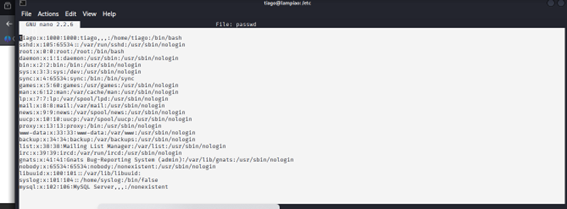 tiago@lampiao: /etc
File Actions Edit View Help
GNU nano 2.2.6 File: passwd
tiago:x:1000:1000:tiago,,,:/home/tiago:/bin/bash
sshd:x:105:65534::/var/run/sshd:/usr/sbin/nologin
root:x:0:0:root:/root:/bin/bash
daemon:x:1:1:daemon:/usr/sbin:/usr/sbin/nologin
bin:x:2:2:bin:/bin:/usr/sbin/nologin
sys:x:3:3:sys:/dev:/usr/sbin/nologin
sync:x:4:65534:sync:/bin:/bin/sync
games:x:5:60:games:/usr/games:/usr/sbin/nologin
man:x:6:12:man:/var/cache/man:/usr/sbin/nologin
lp:x:7:7:lp:/var/spool/lpd:/usr/sbin/nologin
mail:x:8:8:mail:/var/mail:/usr/sbin/nologin
news:x:9:9:news:/var/spool/news:/usr/sbin/nologin
uucp:x:10:10:uucp:/var/spool/uucp:/usr/sbin/nologin
proxy:x:13:13:proxy:/bin:/usr/sbin/nologin
www-data:x:33:33:www-data:/var/www:/usr/sbin/nologin
backup:x:34:34:backup:/var/backups:/usr/sbin/nologin
list:x:38:38:Mailing List Manager:/var/list:/usr/sbin/nologin
irc:x:39:39:ircd:/var/run/ircd:/usr/sbin/nologin
gnats:x:41:41:Gnats Bug-Reporting System (admin):/var/lib/gnats:/usr/sbin/nologin
nobody:x:65534:65534:nobody:/nonexistent:/usr/sbin/nologin
libuuid:x:100:101::/var/lib/libuuid:
syslog:x:101:104::/home/syslog:/bin/false
mysql:x:102:106:MySQL Server,,,:/nonexistent